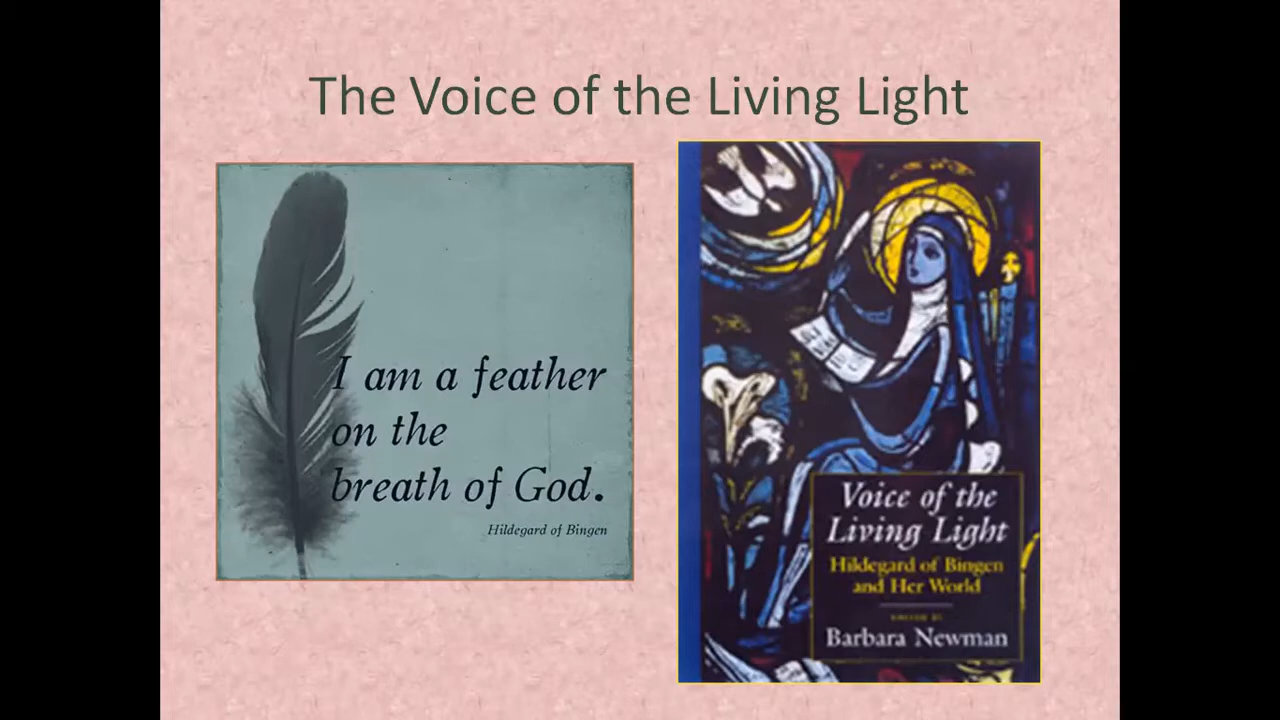 The Voice of the Living Light
I am a feather
on the
breath of God.
Hildegard of Bingen
Voice of the
Living Light
Hildegard of Bingen
and Her World
Barbara Newman